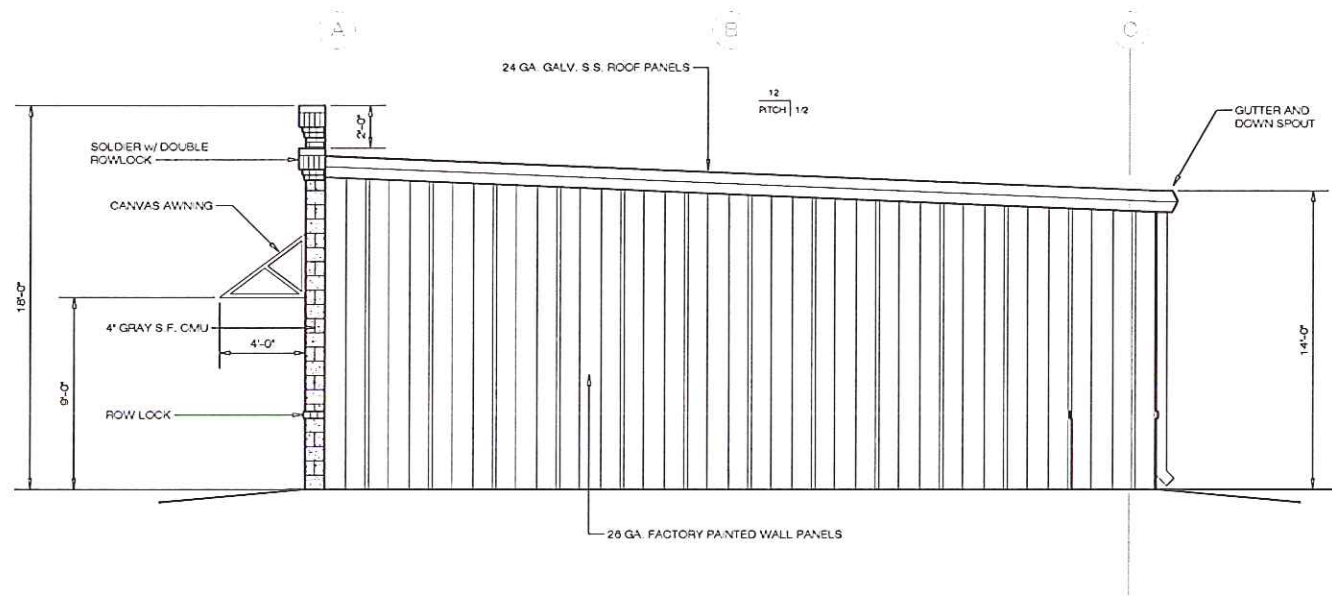 A
B
C
24 GA. GALV. S.S. ROOF PANELS
12
PITCH 1/2
GUTTER AND
DOWN SPOUT
2'-0"
SOLDIER w/ DOUBLE
ROWLOCK
CANVAS AWNING
18'-0"
4" GRAY S.F. CMU
4'-0"
14'-0"
9'-0"
ROW LOCK
26 GA. FACTORY PAINTED WALL PANELS